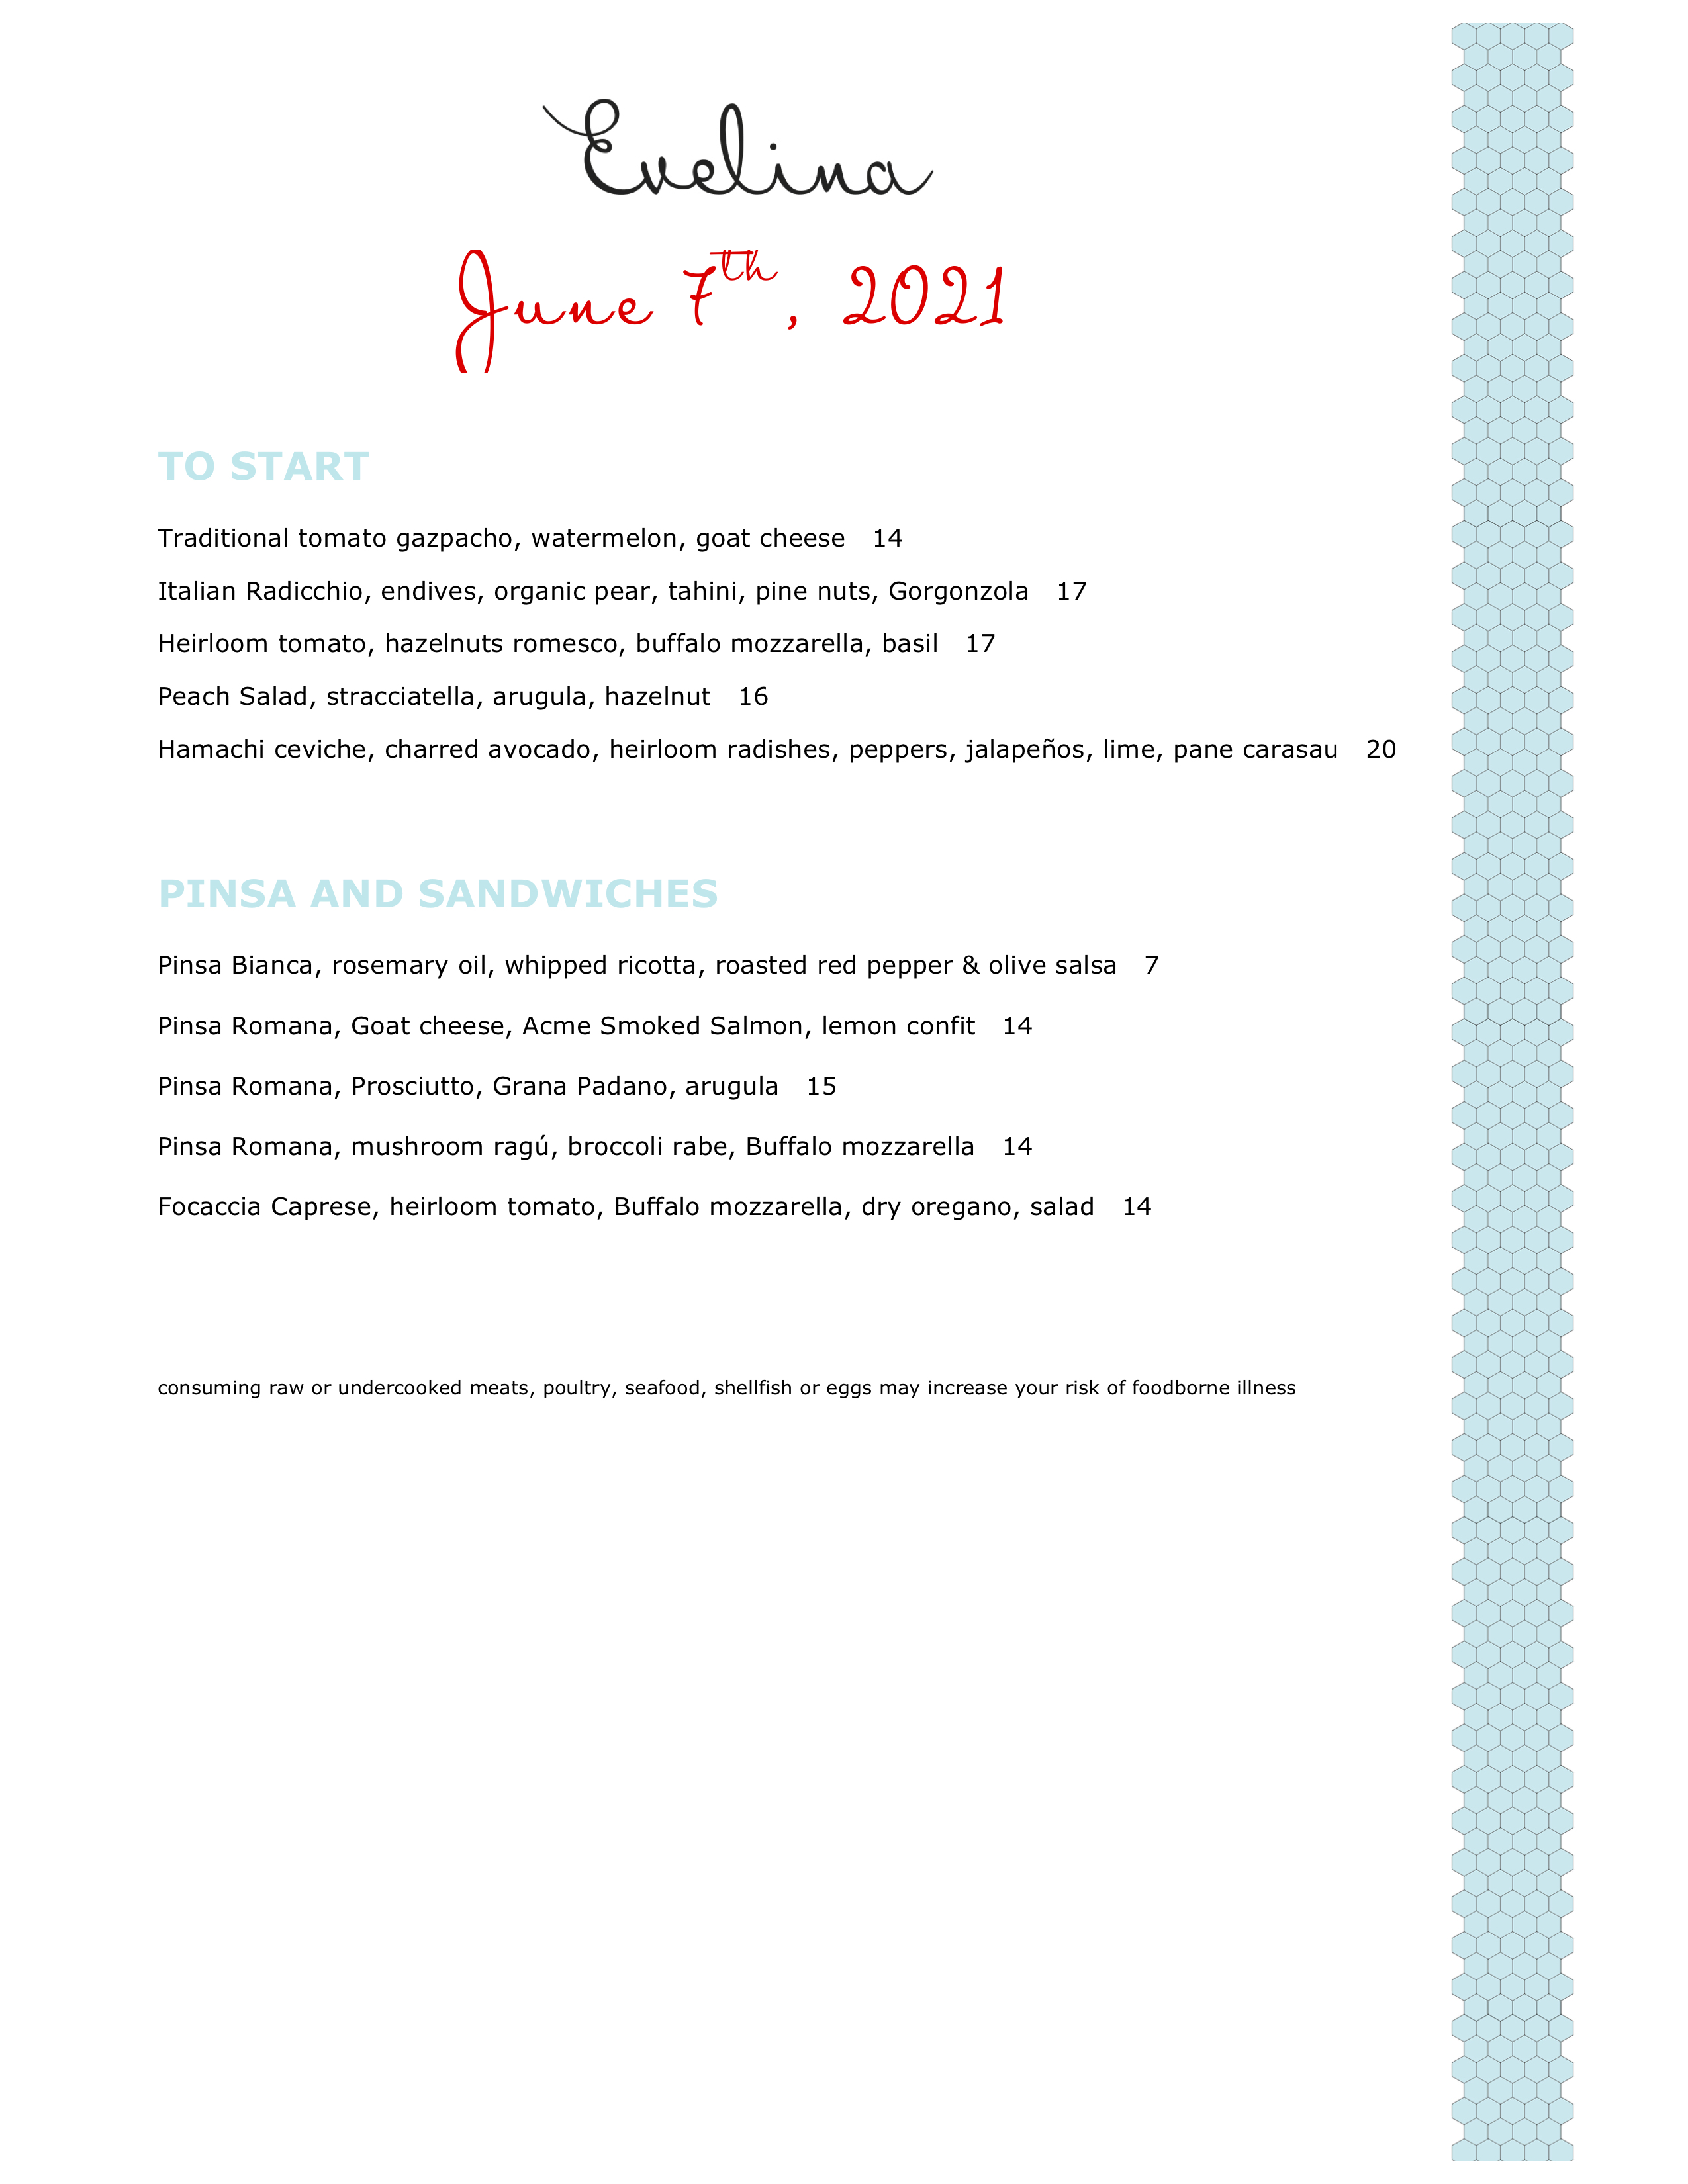 Evelina
June 7th, 2021
TO START
Traditional tomato gazpacho, watermelon, goat cheese 14
Italian Radicchio, endives, organic pear, tahini, pine nuts, Gorgonzola 17
Heirloom tomato, hazelnuts romesco, buffalo mozzarella, basil 17
Peach Salad, stracciatella, arugula, hazelnut 16
Hamachi ceviche, charred avocado, heirloom radishes, peppers, jalapeños, lime, pane carasau 20
PINSA AND SANDWICHES
Pinsa Bianca, rosemary oil, whipped ricotta, roasted red pepper & olive salsa 7
Pinsa Romana, Goat cheese, Acme Smoked Salmon, lemon confit 14
Pinsa Romana, Prosciutto, Grana Padano, arugula 15
Pinsa Romana, mushroom ragú, broccoli rabe, Buffalo mozzarella 14
Focaccia Caprese, heirloom tomato, Buffalo mozzarella, dry oregano, salad 14
consuming raw or undercooked meats, poultry, seafood, shellfish or eggs may increase your risk of foodborne illness